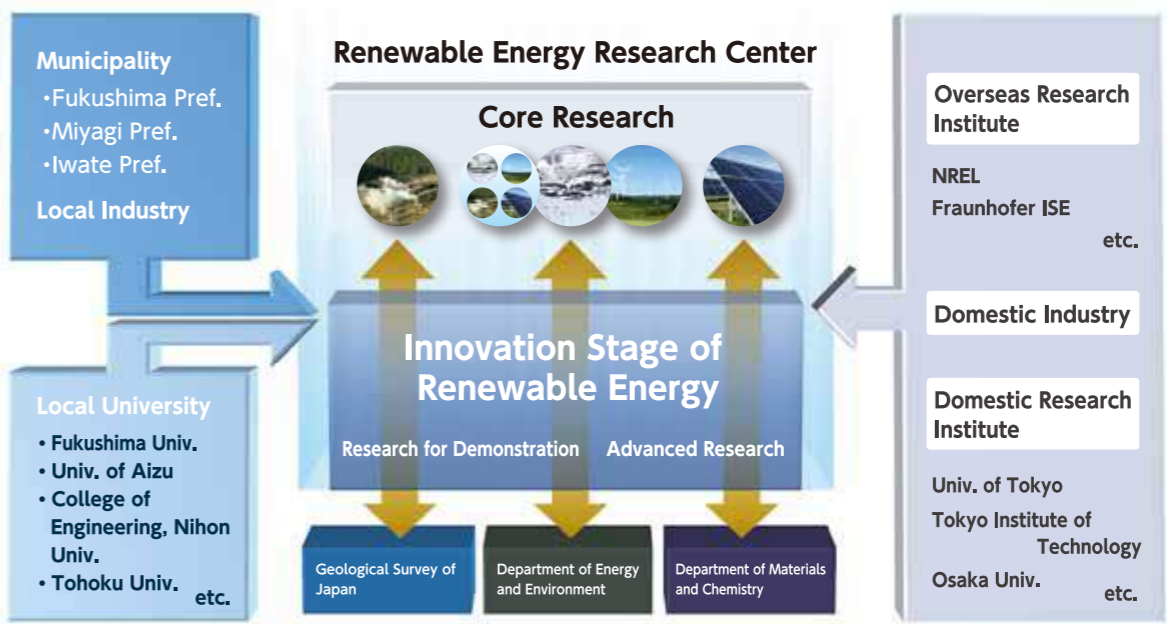 Renewable Energy Research Center
Core Research
Municipality
・Fukushima Pref.
・Miyagi Pref.
・Iwate Pref.
Local Industry
Local University
• Fukushima Univ.
• Univ. of Aizu
• College of
Engineering, Nihon
Univ.
• Tohoku Univ.
etc.
Innovation Stage of
Renewable Energy
Research for Demonstration
Advanced Research
Geological Survey of
Japan
Department of Energy
and Environment
Department of Materials
and Chemistry
Overseas Research
Institute
NREL
Fraunhofer ISE
etc.
Domestic Industry
Domestic Research
Institute
Univ. of Tokyo
Tokyo Institute of
Technology
Osaka Univ.
etc.